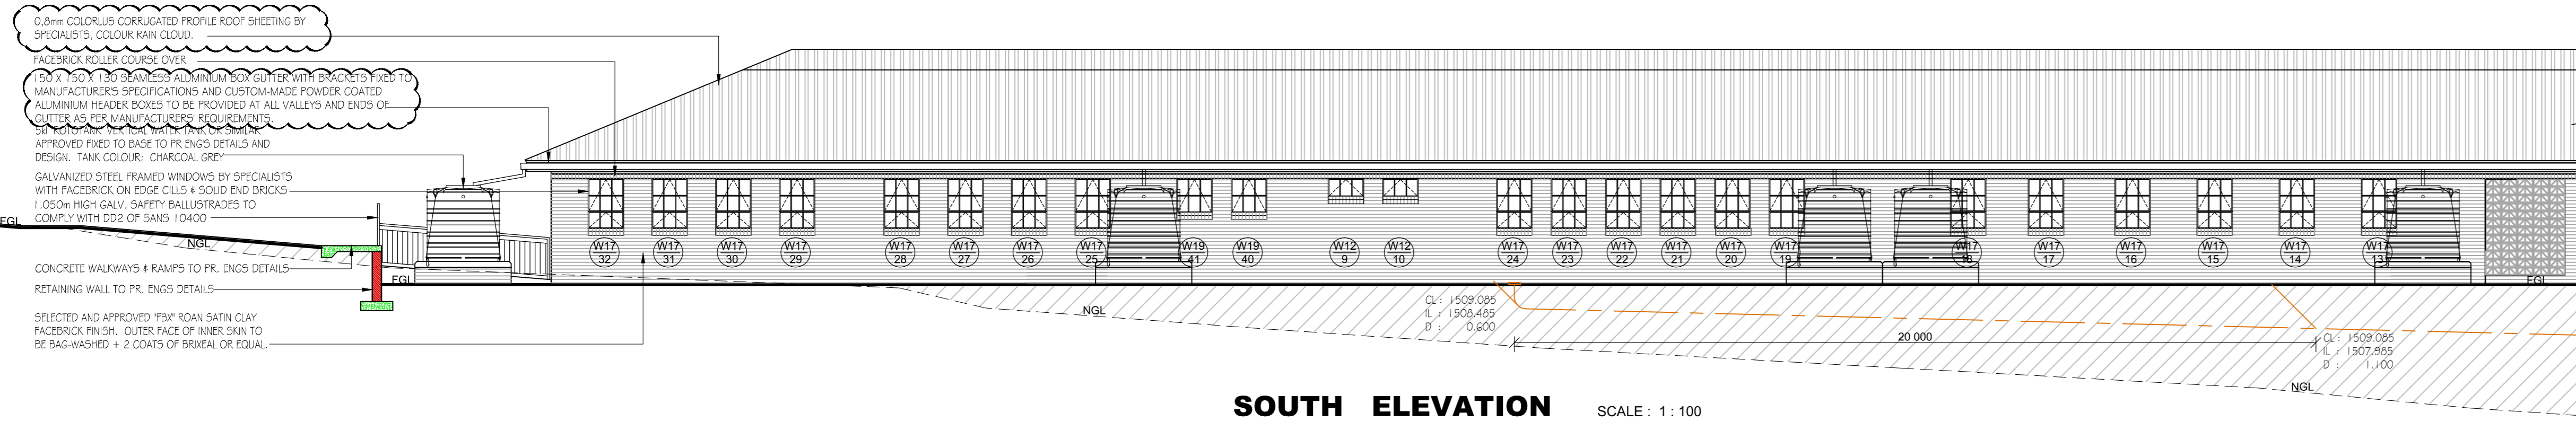 0,8mm COLORLUS CORRUGATED PROFILE ROOF SHEETING BY
SPECIALISTS, COLOUR RAIN CLOUD.
FACEBRICK ROLLER COURSE OVER
150 X 150 X 130 SEAMLESS ALUMINIUM BOX GUTTER WITH BRACKETS FIXED TO
MANUFACTURER'S SPECIFICATIONS AND CUSTOM-MADE POWDER COATED
ALUMINIUM HEADER BOXES TO BE PROVIDED AT ALL VALLEYS AND ENDS OF
GUTTER AS PER MANUFACTURERS' REQUIREMENTS.
5kl "ROTOTANK" VERTICAL WATER TANK OR SIMILAR
APPROVED FIXED TO BASE TO PR ENG'S DETAILS AND
DESIGN. TANK COLOUR: CHARCOAL GREY
GALVANIZED STEEL FRAMED WINDOWS BY SPECIALISTS
WITH FACEBRICK ON EDGE CILLS & SOLID END BRICKS
1.050m HIGH GALV. SAFETY BALLUSTRADES TO
COMPLY WITH DD2 OF SANS 10400
FGL
NGL
CONCRETE WALKWAYS & RAMPS TO PR. ENGS DETAILS
RETAINING WALL TO PR. ENGS DETAILS
FGL
SELECTED AND APPROVED "FBX" ROAN SATIN CLAY
FACEBRICK FINISH. OUTER FACE OF INNER SKIN TO
BE BAG-WASHED + 2 COATS OF BRIXEAL OR EQUAL.
W17 32
W17 31
W17 30
W17 29
W17 28
W17 27
W17 26
W17 25
W19 41
W19 40
W12 9
W12 10
W17 24
W17 23
W17 22
W17 21
W17 20
W17 19
W17 18
W17 17
W17 16
W17 15
W17 14
W17 13
FGL
NGL
CL : 1509.085
IL : 1508.485
D : 0.600
20 000
CL : 1509.085
IL : 1507.985
D : 1.100
NGL
SOUTH ELEVATION SCALE : 1 : 100